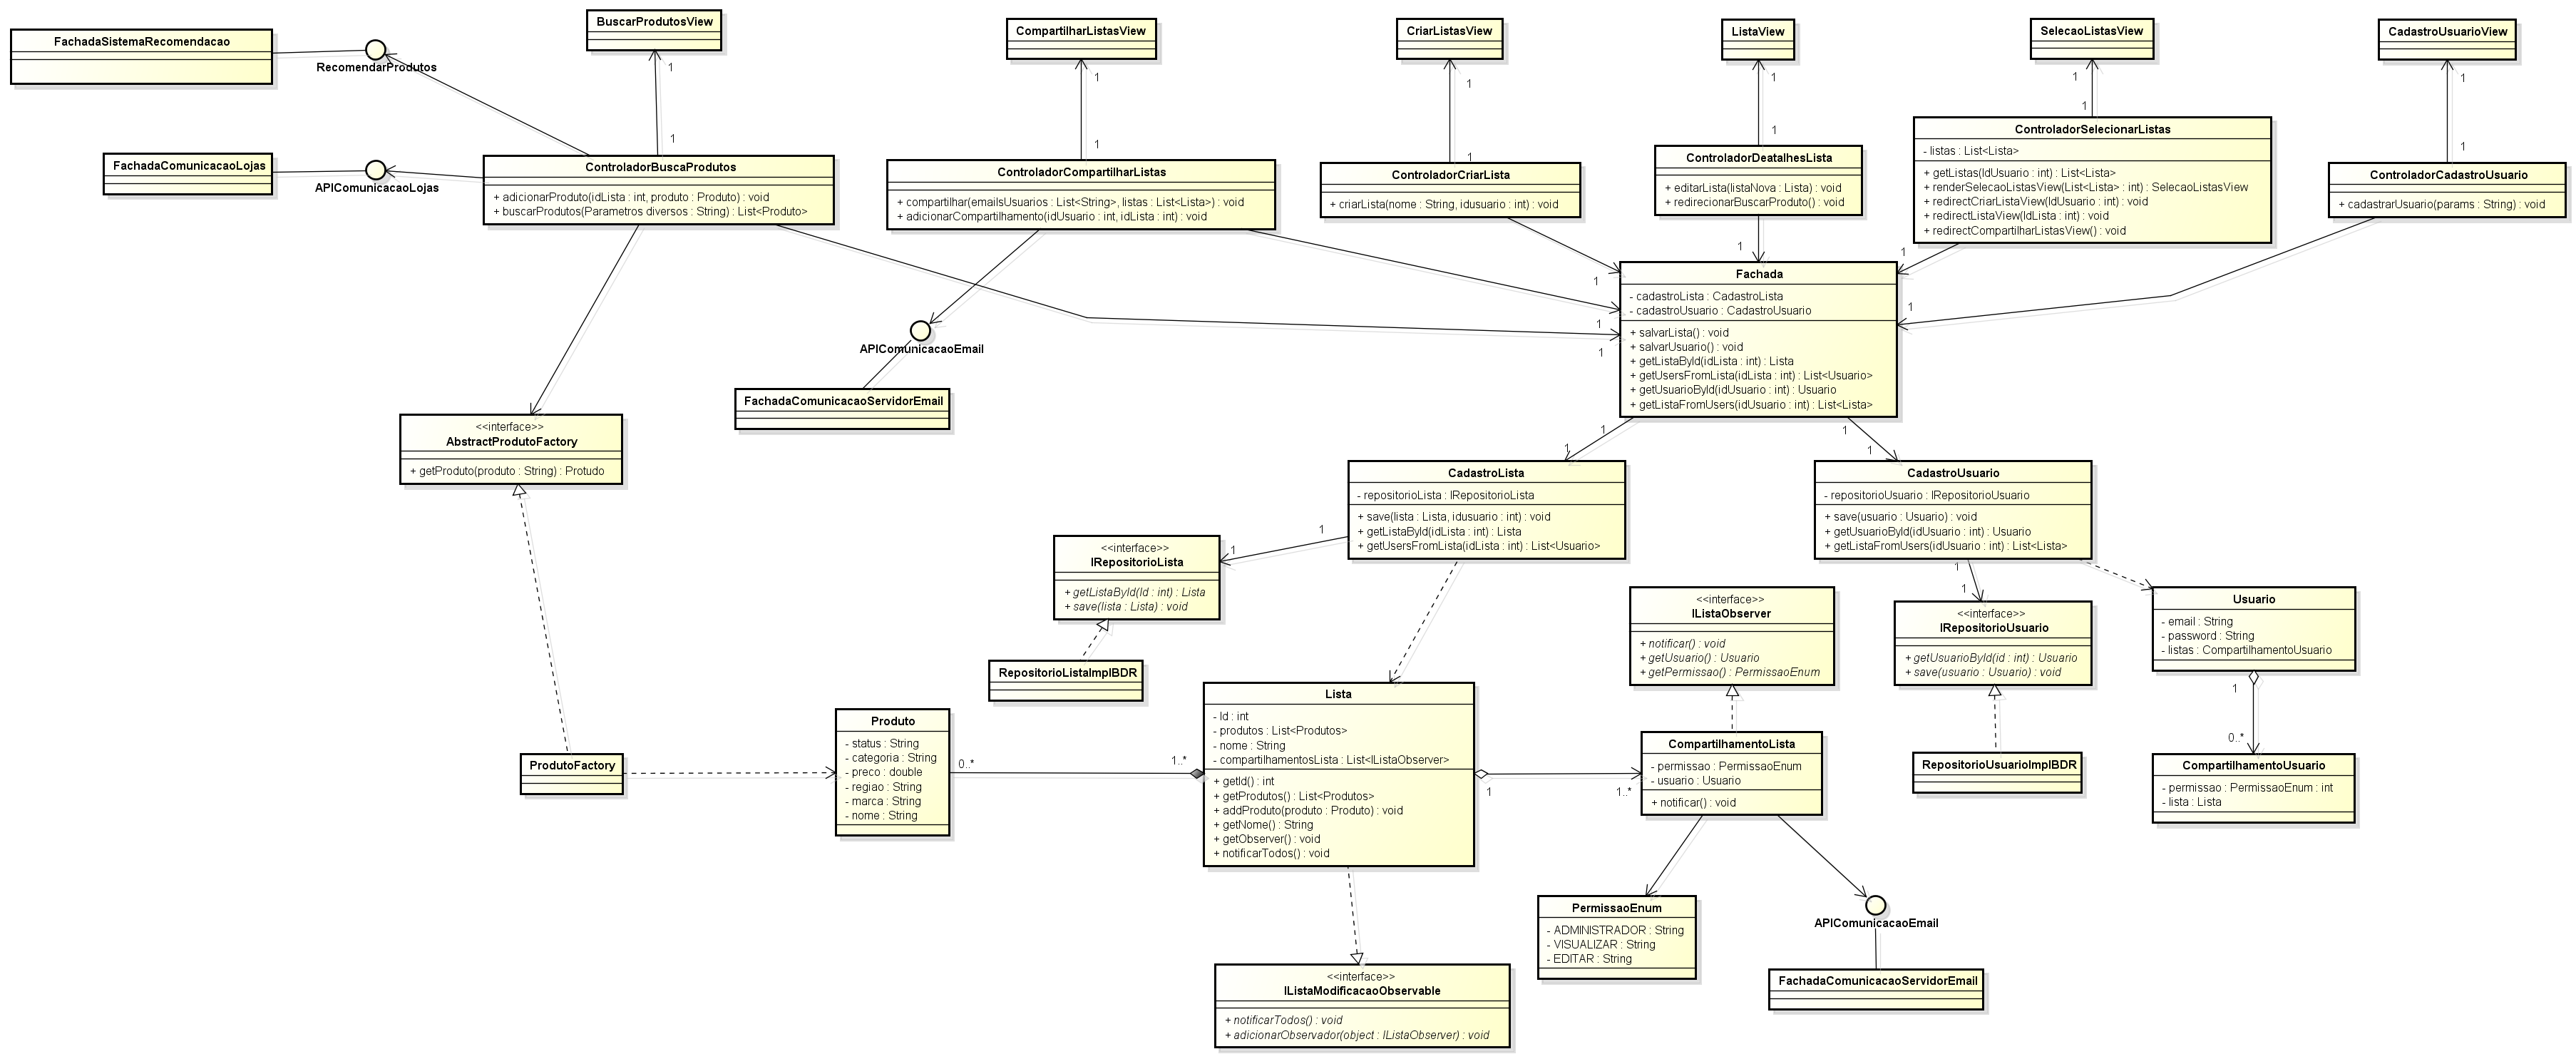 FachadaSistemaRecomendacao
RecomendarProdutos
BuscarProdutosView
1
1
CompartilharListasView
1
1
CriarListasView
1
1
ListaView
1
1
SelecaoListasView
1
1
CadastroUsuarioView
1
1
FachadaComunicacaoLojas
APIComunicacaoLojas
ControladorBuscaProdutos
+ adicionarProduto(idLista : int, produto : Produto) : void
+ buscarProdutos(Parametros diversos : String) : List<Produto>
ControladorCompartilharListas
+ compartilhar(emailsUsuarios : List<String>, listas : List<Lista>) : void
+ adicionarCompartilhamento(idUsuario : int, idLista : int) : void
ControladorCriarLista
+ criarLista(nome : String, idusuario : int) : void
ControladorDeatalhesLista
+ editarLista(listaNova : Lista) : void
+ redirecionarBuscarProduto() : void
ControladorSelecionarListas
- listas : List<Lista>
+ getListas(IdUsuario : int) : List<Lista>
+ renderSelecaoListasView(List<Lista> : int) : SelecaoListasView
+ redirectCriarListaView(IdUsuario : int) : void
+ redirectListaView(IdLista : int) : void
+ redirectCompartilharListasView() : void
ControladorCadastroUsuario
+ cadastrarUsuario(params : String) : void
1
1
1
1
1
1
Fachada
- cadastroLista : CadastroLista
- cadastroUsuario : CadastroUsuario
+ salvarLista() : void
+ salvarUsuario() : void
+ getListaById(idLista : int) : Lista
+ getUsersFromLista(idLista : int) : List<Usuario>
+ getUsuarioById(idUsuario : int) : Usuario
+ getListaFromUsers(idUsuario : int) : List<Lista>
APIComunicacaoEmail
FachadaComunicacaoServidorEmail
<<interface>>
AbstractProdutoFactory
+ getProduto(produto : String) : Protudo
1
1
1
1
CadastroLista
- repositorioLista : IRepositorioLista
+ save(lista : Lista, idusuario : int) : void
+ getListaById(idLista : int) : Lista
+ getUsersFromLista(idLista : int) : List<Usuario>
CadastroUsuario
- repositorioUsuario : IRepositorioUsuario
+ save(usuario : Usuario) : void
+ getUsuarioById(idUsuario : int) : Usuario
+ getListaFromUsers(idUsuario : int) : List<Lista>
1
1
<<interface>>
IRepositorioLista
+ getListaById(Id : int) : Lista
+ save(lista : Lista) : void
RepositorioListaImplBDR
<<interface>>
IListaObserver
+ notificar() : void
+ getUsuario() : Usuario
+ getPermissao() : PermissaoEnum
1
1
<<interface>>
IRepositorioUsuario
+ getUsuarioById(id : int) : Usuario
+ save(usuario : Usuario) : void
Usuario
- email : String
- password : String
- listas : CompartilhamentoUsuario
1
0..*
ProdutoFactory
Produto
- status : String
- categoria : String
- preco : double
- regiao : String
- marca : String
- nome : String
0..*
1..*
Lista
- Id : int
- produtos : List<Produtos>
- nome : String
- compartilhamentosLista : List<IListaObserver>
+ getId() : int
+ getProdutos() : List<Produtos>
+ addProduto(produto : Produto) : void
+ getNome() : String
+ getObserver() : void
+ notificarTodos() : void
1
1..*
CompartilhamentoLista
- permissao : PermissaoEnum
- usuario : Usuario
+ notificar() : void
RepositorioUsuarioImplBDR
CompartilhamentoUsuario
- permissao : PermissaoEnum : int
- lista : Lista
PermissaoEnum
- ADMINISTRADOR : String
- VISUALIZAR : String
- EDITAR : String
APIComunicacaoEmail
FachadaComunicacaoServidorEmail
<<interface>>
IListaModificacaoObservable
+ notificarTodos() : void
+ adicionarObservador(object : IListaObserver) : void